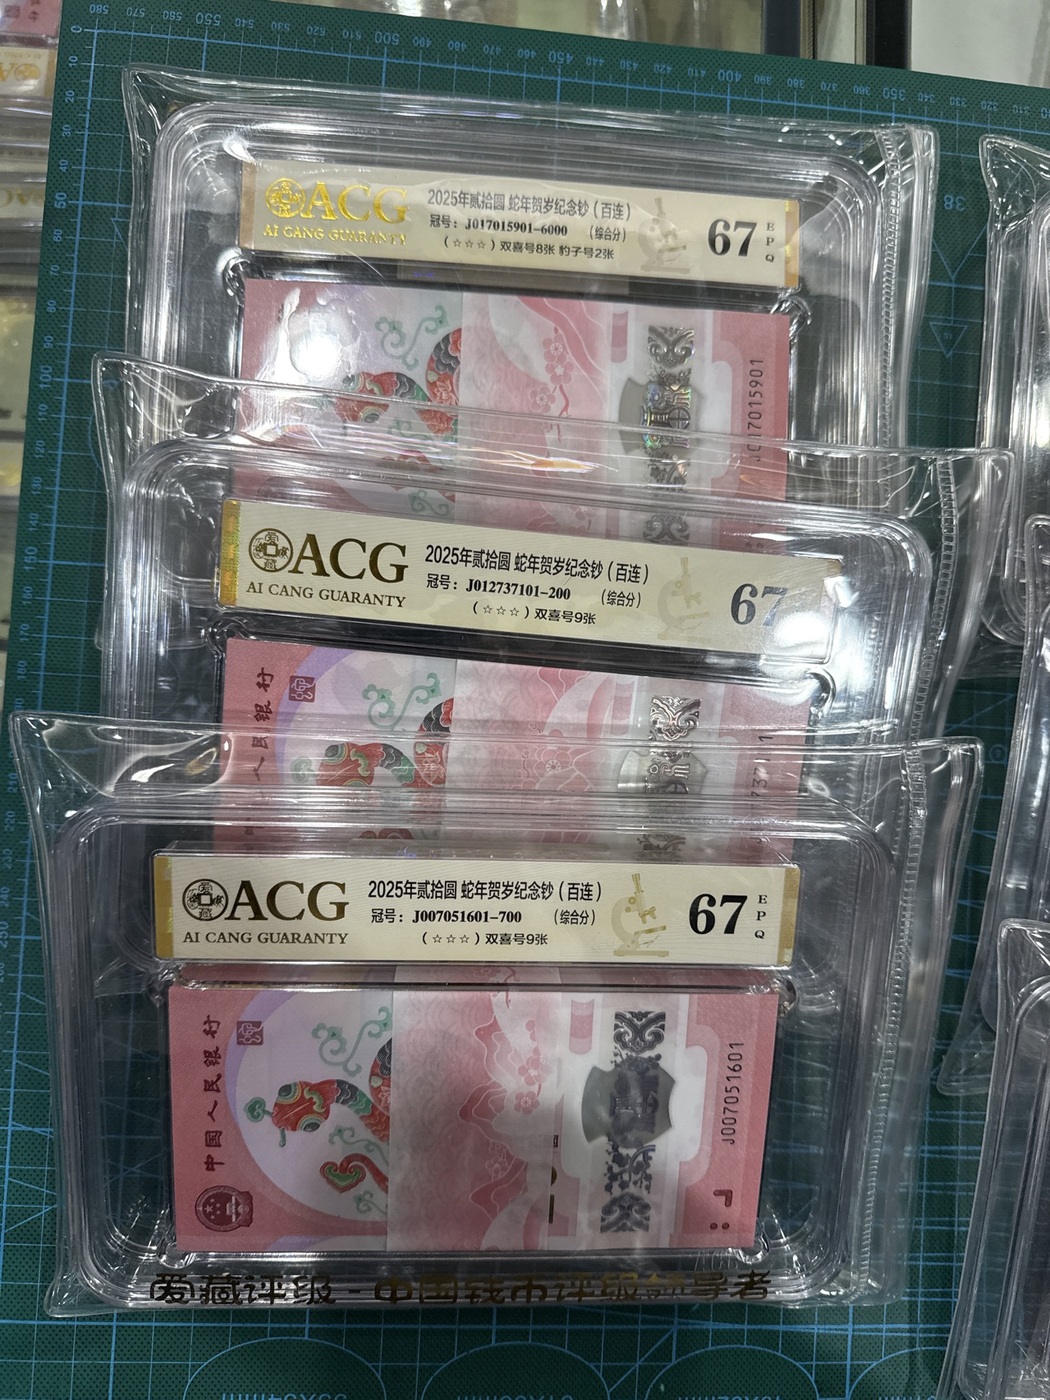 ACG
AI CANG GUARANTY
2025年贰拾圆 蛇年贺岁纪念钞（百连）
冠号：J017015901-6000 （综合分）
（☆☆☆）双喜号8张 豹子号2张
67
EPQ
J017015901
ACG
AI CANG GUARANTY
2025年贰拾圆 蛇年贺岁纪念钞（百连）
冠号：J012737101-200 （综合分）
（☆☆☆）双喜号9张
67
ACG
AI CANG GUARANTY
2025年贰拾圆 蛇年贺岁纪念钞（百连）
冠号：J007051601-700 （综合分）
（☆☆☆）双喜号9张
67
EPQ
中国人民银行
J007051601
爱藏评级-中国钱币评级领导者